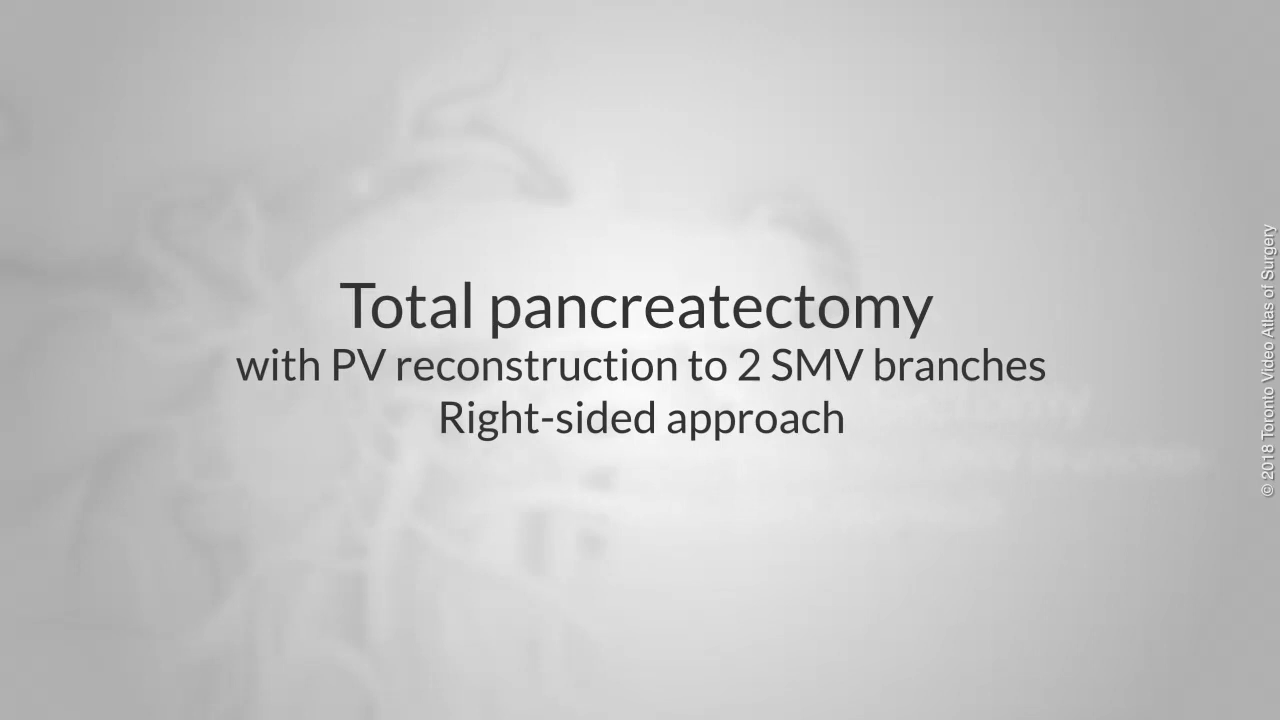 Total pancreatectomy
with PV reconstruction to 2 SMV branches
Right-sided approach
© 2018 Toronto Video Atlas of Surgery